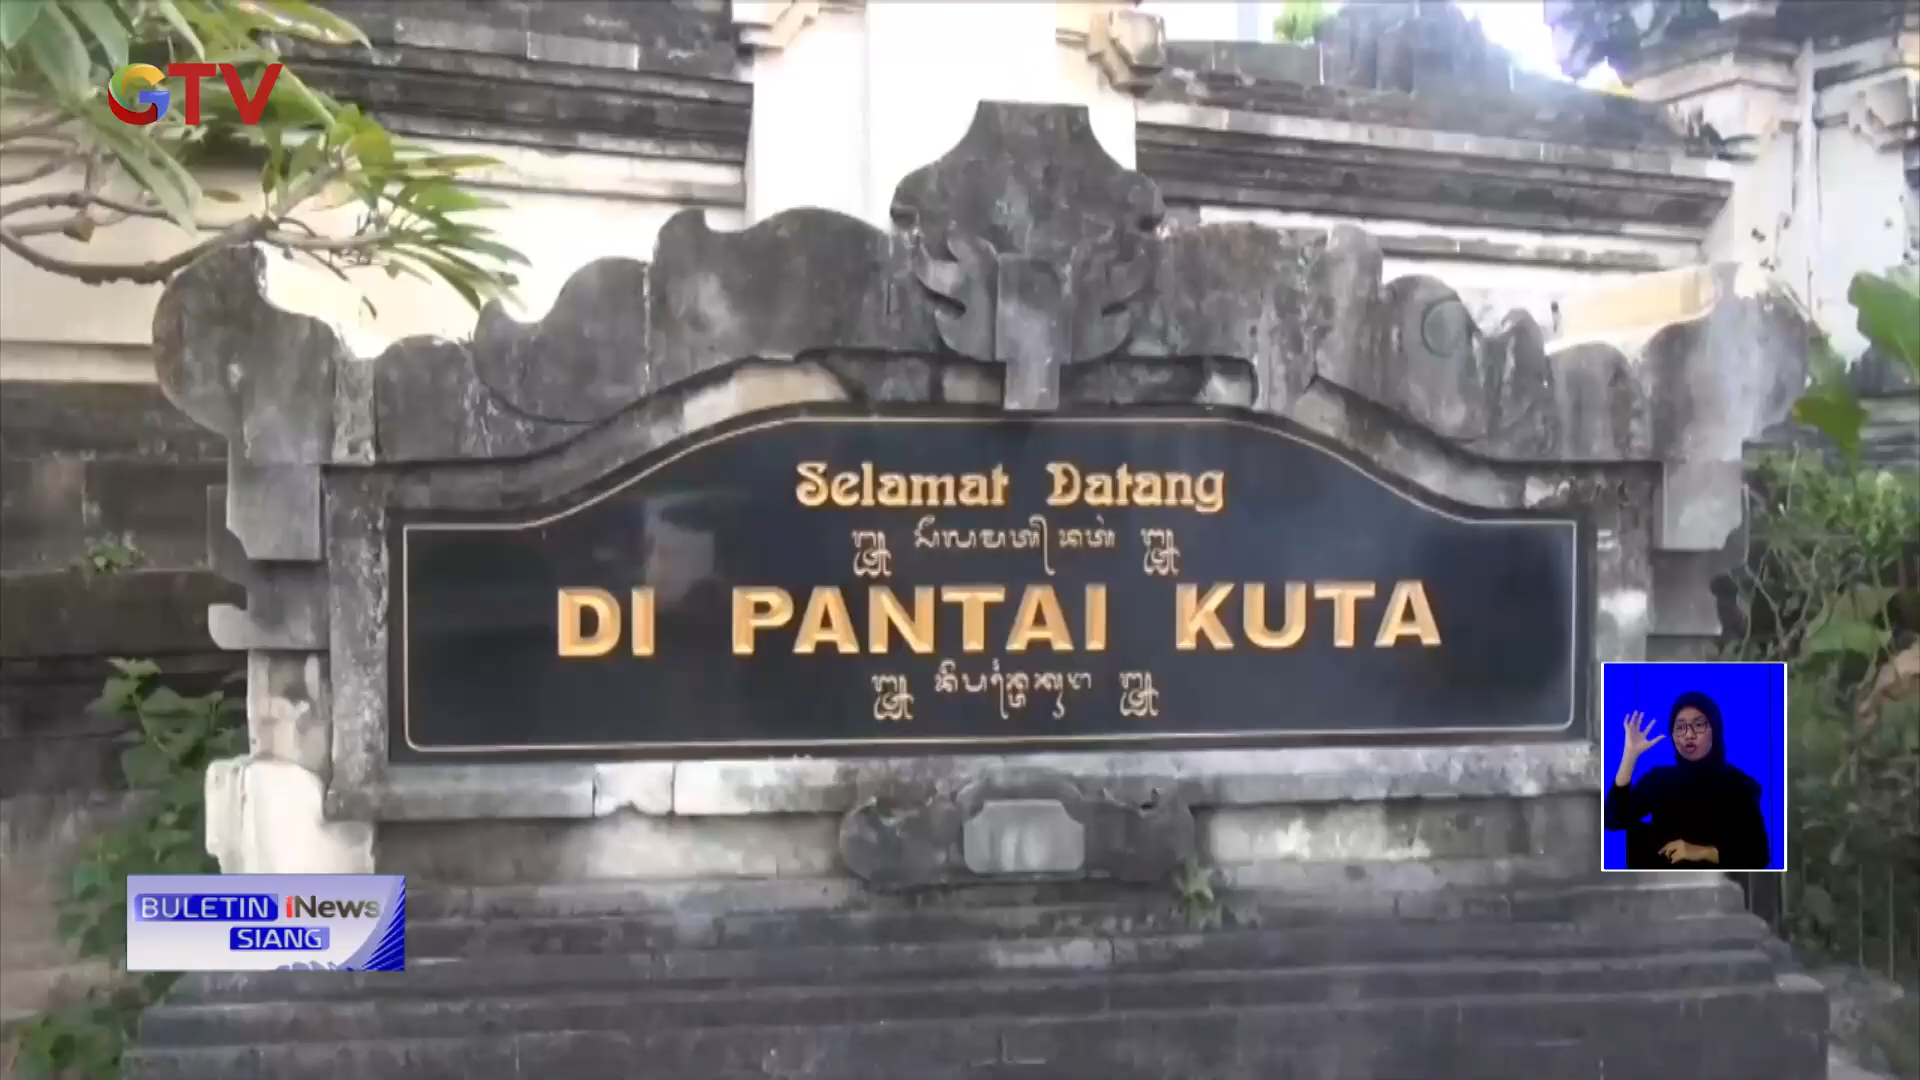 GTV
Selamat Datang
DI PANTAI KUTA
BULETIN iNews
SIANG